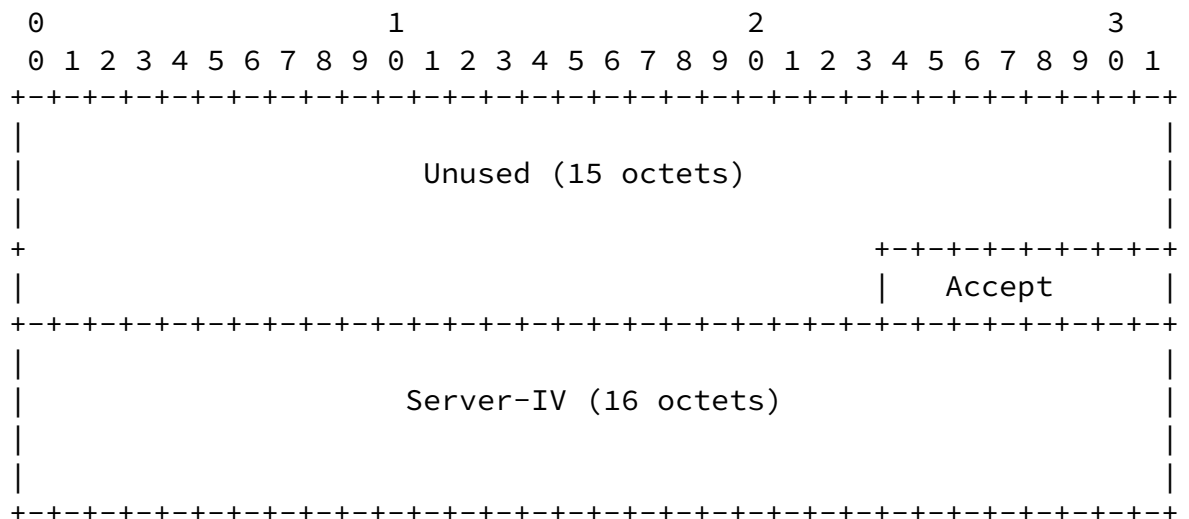 0                   1                   2                   3
 0 1 2 3 4 5 6 7 8 9 0 1 2 3 4 5 6 7 8 9 0 1 2 3 4 5 6 7 8 9 0 1
+-+-+-+-+-+-+-+-+-+-+-+-+-+-+-+-+-+-+-+-+-+-+-+-+-+-+-+-+-+-+-+-+
|                                                               |
|                      Unused (15 octets)                       |
|                                                               |
+                                               +-+-+-+-+-+-+-+-+
|                                               |   Accept      |
+-+-+-+-+-+-+-+-+-+-+-+-+-+-+-+-+-+-+-+-+-+-+-+-+-+-+-+-+-+-+-+-+
|                                                               |
|                     Server-IV (16 octets)                     |
|                                                               |
|                                                               |
+-+-+-+-+-+-+-+-+-+-+-+-+-+-+-+-+-+-+-+-+-+-+-+-+-+-+-+-+-+-+-+-+